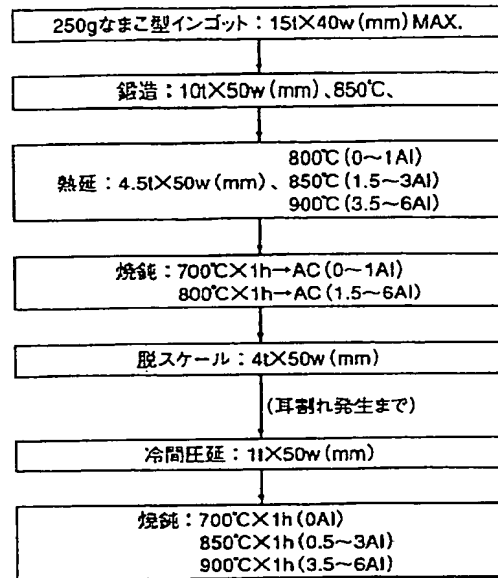 250gなまこ型インゴット：15t×40w(mm)MAX.
鍛造：10t×50w(mm)、850℃、
800℃(0～1Al)
熱延：4.5t×50w(mm)、850℃(1.5～3Al)
900℃(3.5～6Al)
焼鈍：700℃×1h→AC(0～1Al)
800℃×1h→AC(1.5～6Al)
脱スケール：4t×50w(mm)
(耳割れ発生まで)
冷間圧延：1t×50w(mm)
焼鈍：700℃×1h(0Al)
850℃×1h(0.5～3Al)
900℃×1h(3.5～6Al)